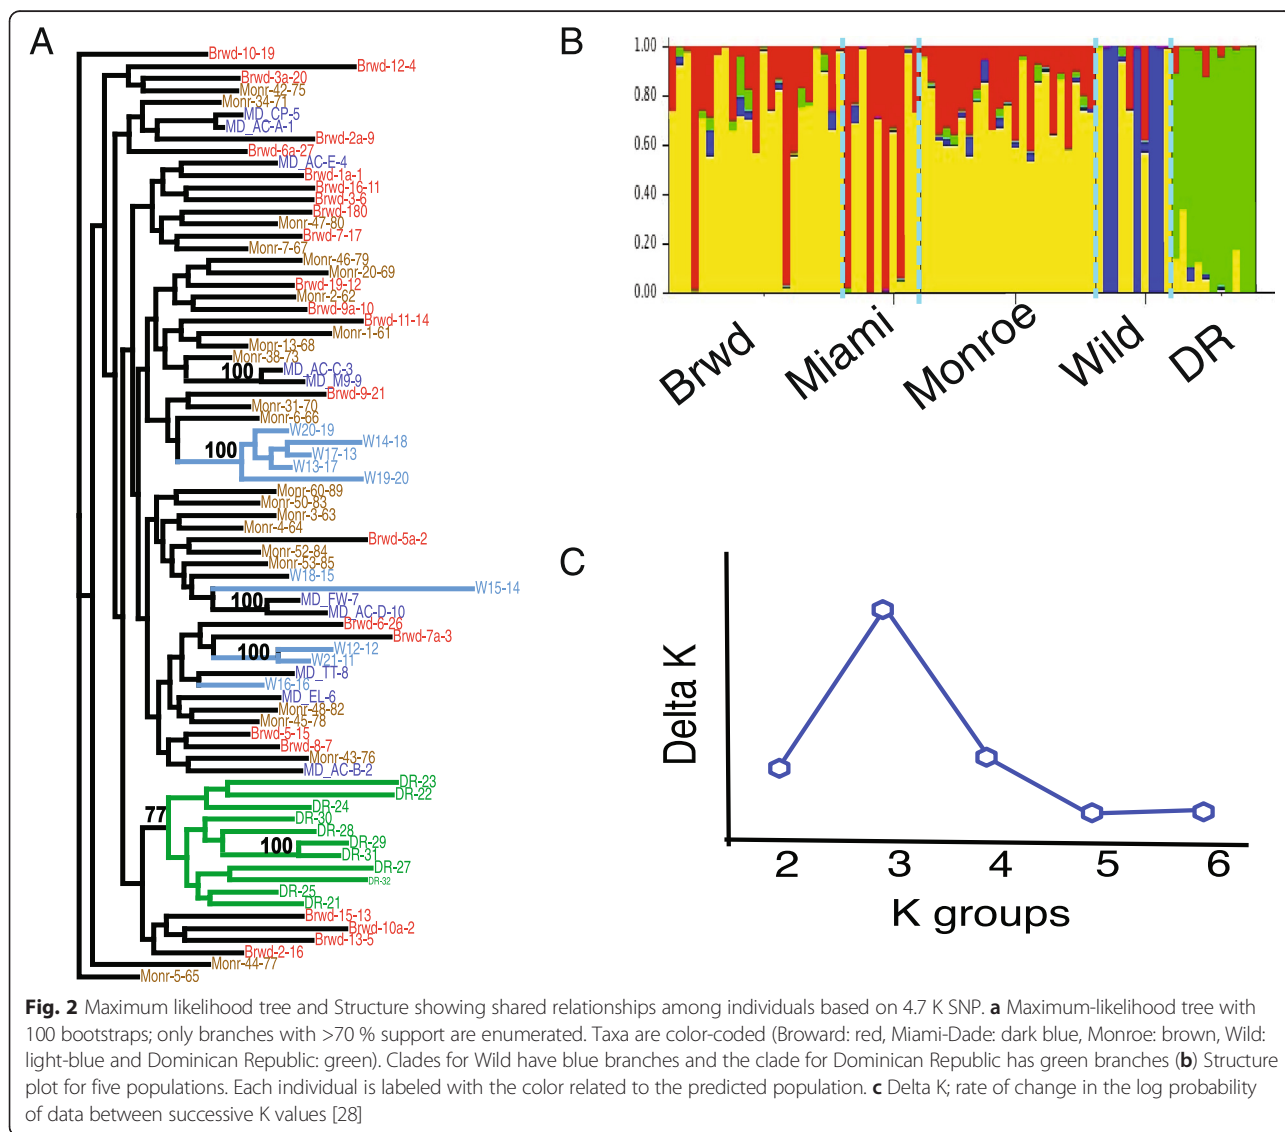 A
Brwd-10-19
Brwd-12-4
Brwd-3a-20
Monr-42-75
Monr-34-71
MD_CP-5
MD_AC-A-1
Brwd-2a-9
Brwd-6a-27
MD_AC-E-4
Brwd-1a-1
Brwd-16-11
Brwd-3-6
Brwd-180
Monr-47-80
Brwd-7-17
Monr-7-67
Monr-46-79
Monr-20-69
Brwd-19-12
Monr-2-62
Brwd-9a-10
Brwd-11-14
Monr-1-61
Monr-13-68
Monr-38-73
100
MD_AC-C-3
MD_M9-9
Brwd-9-21
Monr-31-70
Monr-6-66
W20-19
100
W14-18
W17-13
W13-17
W19-20
Monr-60-89
Monr-50-83
Monr-3-63
Monr-4-64
Brwd-5a-2
Monr-52-84
Monr-53-85
W18-15
W15-14
100
MD_FW-7
MD_AC-D-10
Brwd-6-26
Brwd-7a-3
100
W12-12
W21-11
MD_TT-8
W16-16
MD_EL-6
Monr-48-82
Monr-45-78
Brwd-5-15
Brwd-8-7
Monr-43-76
MD_AC-B-2
DR-23
DR-22
77
DR-24
DR-30
DR-28
100
DR-29
DR-31
DR-27
DR-32
DR-25
DR-21
Brwd-15-13
Brwd-10a-2
Brwd-13-5
Brwd-2-16
Monr-44-77
Monr-5-65
B
1.00
0.80
0.60
0.40
0.20
0.00
Brwd
Miami
Monroe
Wild
DR
C
Delta K
2 3 4 5 6
K groups
Fig. 2 Maximum likelihood tree and Structure showing shared relationships among individuals based on 4.7 K SNP. a Maximum-likelihood tree with
100 bootstraps; only branches with >70 % support are enumerated. Taxa are color-coded (Broward: red, Miami-Dade: dark blue, Monroe: brown, Wild:
light-blue and Dominican Republic: green). Clades for Wild have blue branches and the clade for Dominican Republic has green branches (b) Structure
plot for five populations. Each individual is labeled with the color related to the predicted population. c Delta K; rate of change in the log probability
of data between successive K values [28]